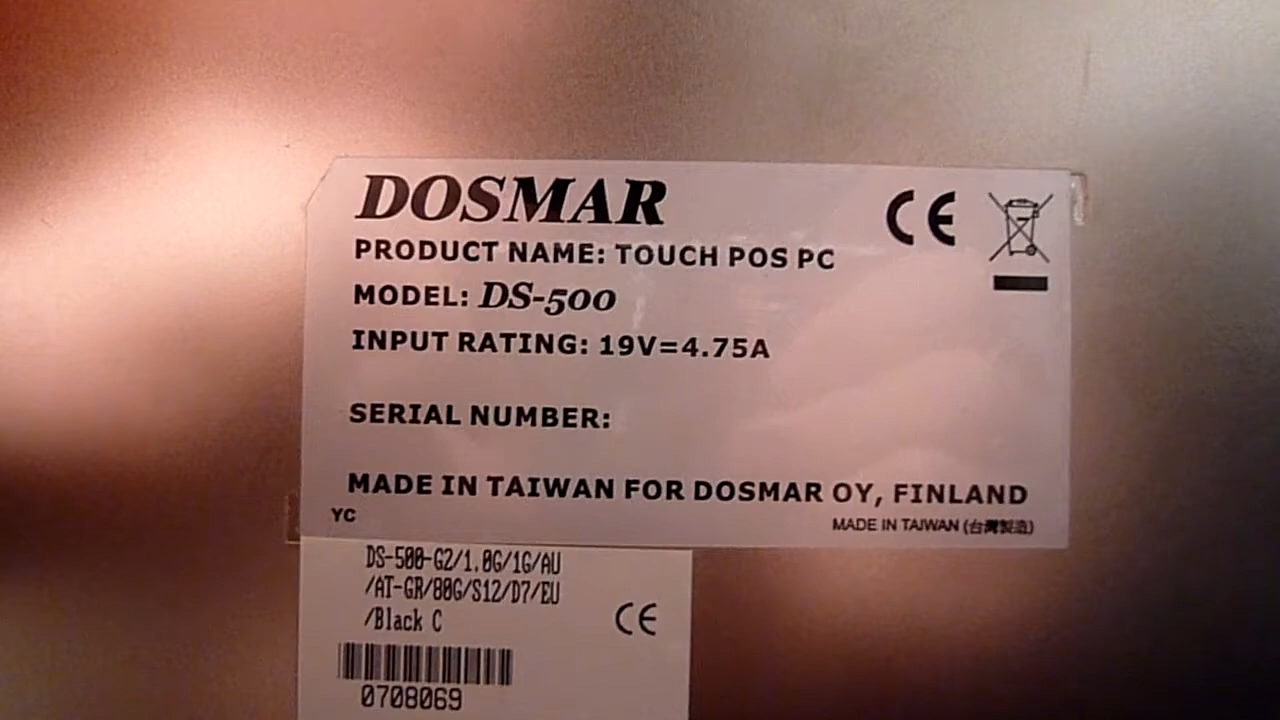 DOSMAR
PRODUCT NAME: TOUCH POS PC
MODEL: DS-500
INPUT RATING: 19V=4.75A
SERIAL NUMBER:
MADE IN TAIWAN FOR DOSMAR OY, FINLAND
YC
MADE IN TAIWAN (台灣製造)
CE
DS-500-G2/1.0G/1G/AU
/AT-GR/80G/S12/D7/EU
/Black C
CE
0708069